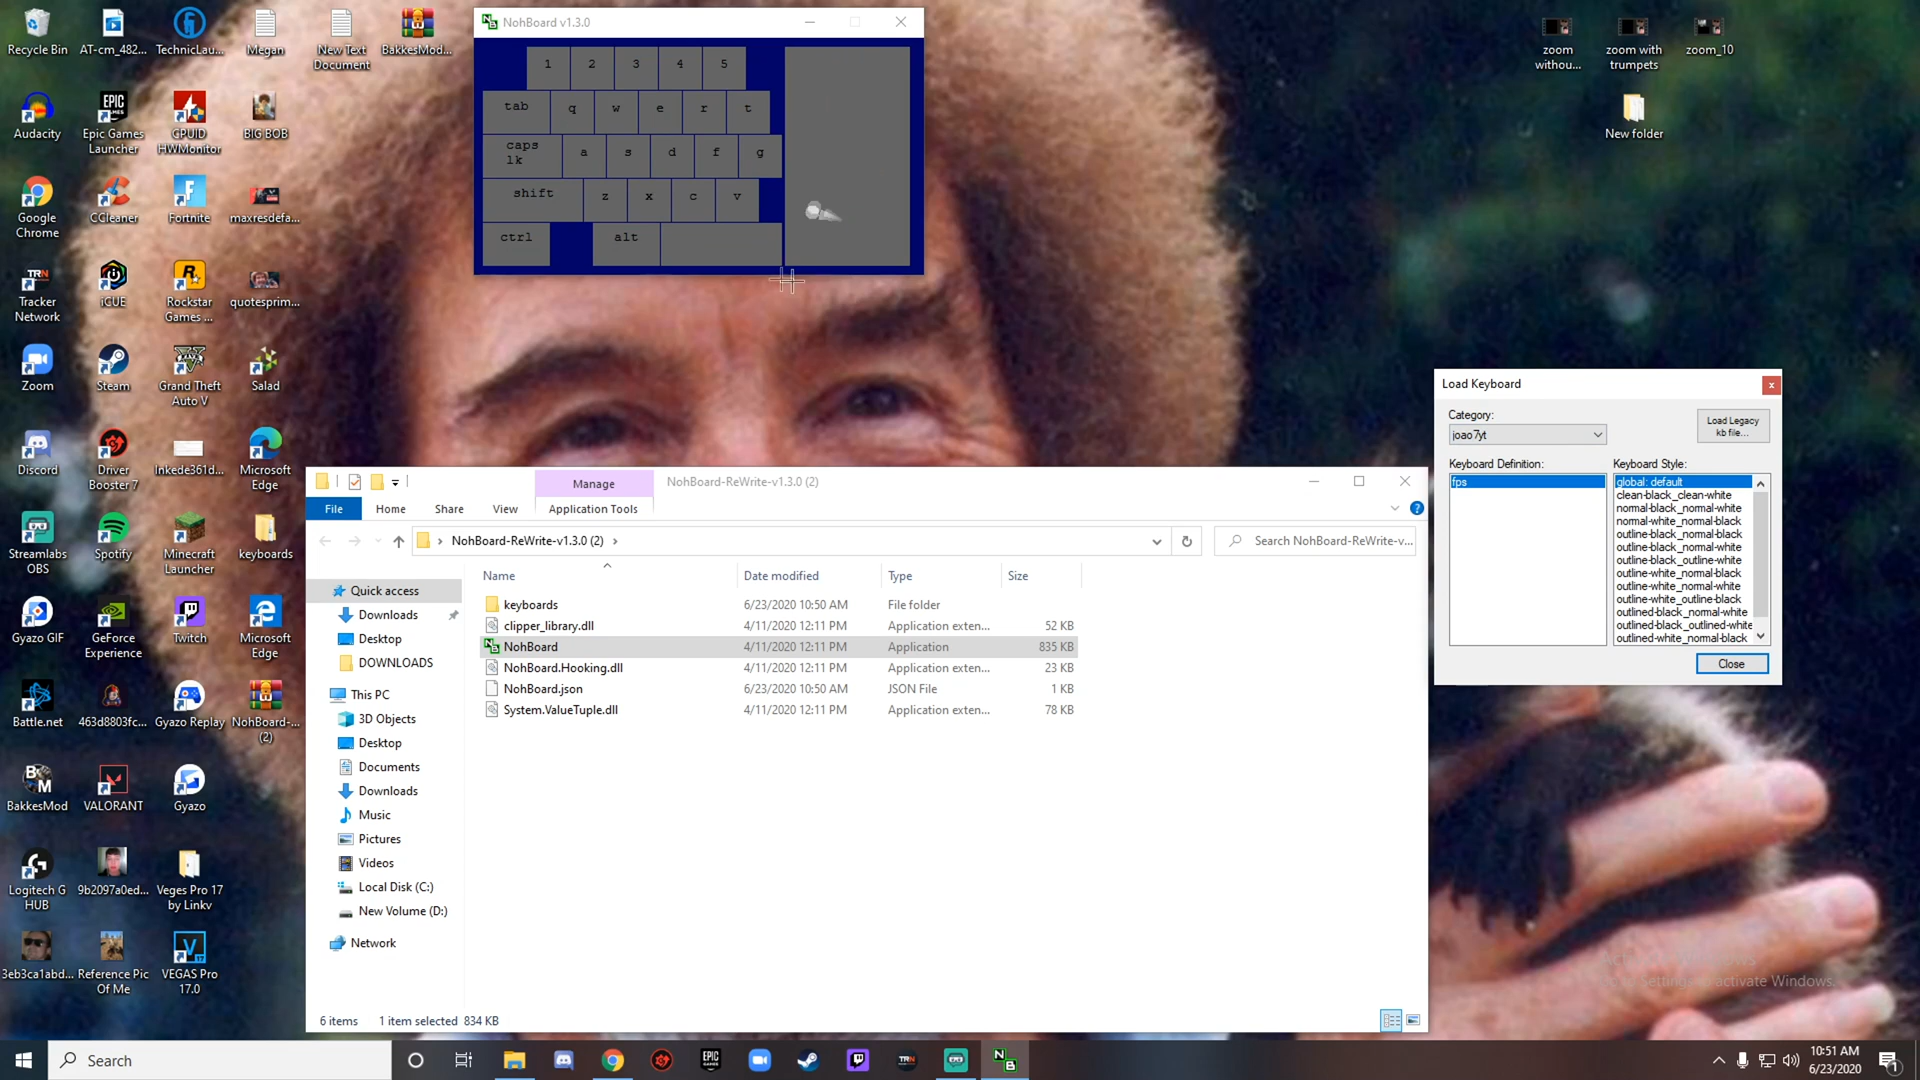 Recycle Bin
AT-cm_482...
TechnicLau...
Megan
New Text
Document
BakkesMod...
Audacity
Epic Games
Launcher
CPUID
HWMonitor
BIG BOB
Google
Chrome
CCleaner
Fortnite
maxresdefa...
Tracker
Network
iCUE
Rockstar
Games ...
quotesprim...
Zoom
Steam
Grand Theft
Auto V
Salad
Discord
Driver
Booster 7
Inkede361d...
Microsoft
Edge
Streamlabs
OBS
Spotify
Minecraft
Launcher
keyboards
Gyazo GIF
GeForce
Experience
Twitch
Microsoft
Edge
Battle.net
463d8803fc...
Gyazo Replay
NohBoard-...
(2)
BakkesMod
VALORANT
Gyazo
Logitech G
HUB
9b2097a0ed...
Veges Pro 17
by Linkv
3eb3ca1abd...
Reference Pic
Of Me
VEGAS Pro
17.0
zoom
withou...
zoom with
trumpets
zoom_10
New folder
NohBoard v1.3.0
1 2 3 4 5
tab q w e r t
caps
lk
a s d f g
shift z x c v
ctrl alt
Load Keyboard
x
Category:
joao7yt
Load Legacy
kb file...
Keyboard Definition:
fps
Keyboard Style:
global: default
clean-black_clean-white
normal-black_normal-white
normal-white_normal-black
outline-black_normal-black
outline-black_normal-white
outline-black_outline-white
outline-white_normal-black
outline-white_normal-white
outline-white_outline-black
outlined-black_normal-white
outlined-black_outlined-white
outlined-white_normal-black
Close
Manage
NohBoard-ReWrite-v1.3.0 (2)
File Home Share View Application Tools
NohBoard-ReWrite-v1.3.0 (2)
Search NohBoard-ReWrite-v...
Name Date modified Type Size
keyboards 6/23/2020 10:50 AM File folder
clipper_library.dll 4/11/2020 12:11 PM Application exten... 52 KB
NohBoard 4/11/2020 12:11 PM Application 835 KB
NohBoard.Hooking.dll 4/11/2020 12:11 PM Application exten... 23 KB
NohBoard.json 6/23/2020 10:50 AM JSON File 1 KB
System.ValueTuple.dll 4/11/2020 12:11 PM Application exten... 78 KB
Quick access
Downloads
Desktop
DOWNLOADS
This PC
3D Objects
Desktop
Documents
Downloads
Music
Pictures
Videos
Local Disk (C:)
New Volume (D:)
Network
6 items 1 item selected 834 KB
activate Windows.
Search
EPIC
GAMES
TRN
10:51 AM
6/23/2020
1